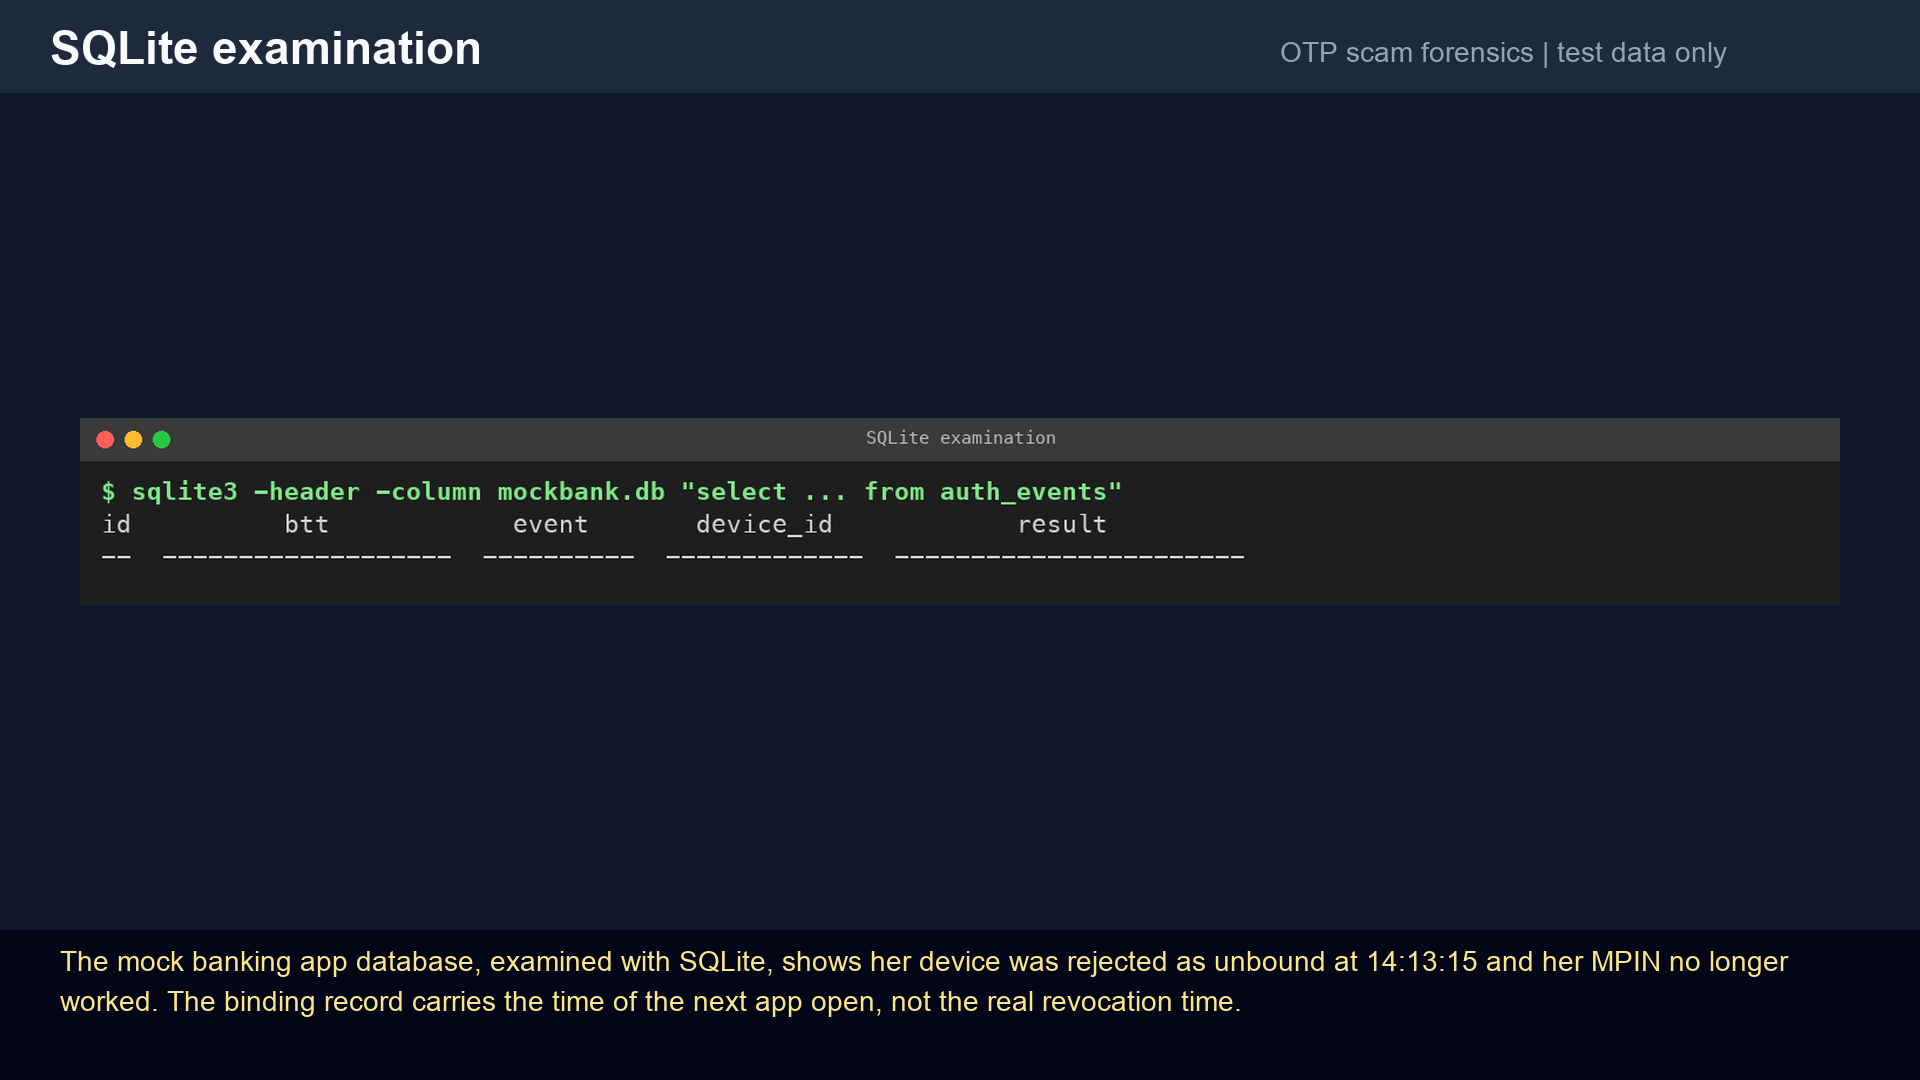 SQLite examination
OTP scam forensics | test data only
SQLite examination
$ sqlite3 -header -column mockbank.db "select ... from auth_events"
id          btt            event       device_id            result
--  -------------------  ----------  -------------  -----------------------
The mock banking app database, examined with SQLite, shows her device was rejected as unbound at 14:13:15 and her MPIN no longer
worked. The binding record carries the time of the next app open, not the real revocation time.